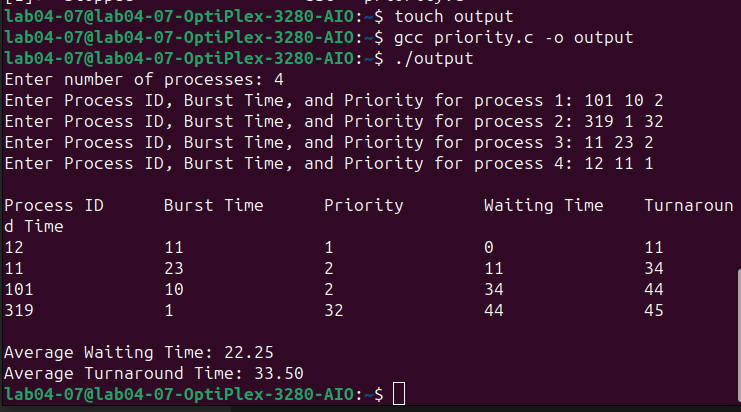 lab04-07@lab04-07-OptiPlex-3280-AIO:~$ touch output
lab04-07@lab04-07-OptiPlex-3280-AIO:~$ gcc priority.c -o output
lab04-07@lab04-07-OptiPlex-3280-AIO:~$ ./output
Enter number of processes: 4
Enter Process ID, Burst Time, and Priority for process 1: 101 10 2
Enter Process ID, Burst Time, and Priority for process 2: 319 1 32
Enter Process ID, Burst Time, and Priority for process 3: 11 23 2
Enter Process ID, Burst Time, and Priority for process 4: 12 11 1
Process ID Burst Time Priority Waiting Time Turnaroun
d Time
12 11 1 0 11
11 23 2 11 34
101 10 2 34 44
319 1 32 44 45
Average Waiting Time: 22.25
Average Turnaround Time: 33.50
lab04-07@lab04-07-OptiPlex-3280-AIO:~$